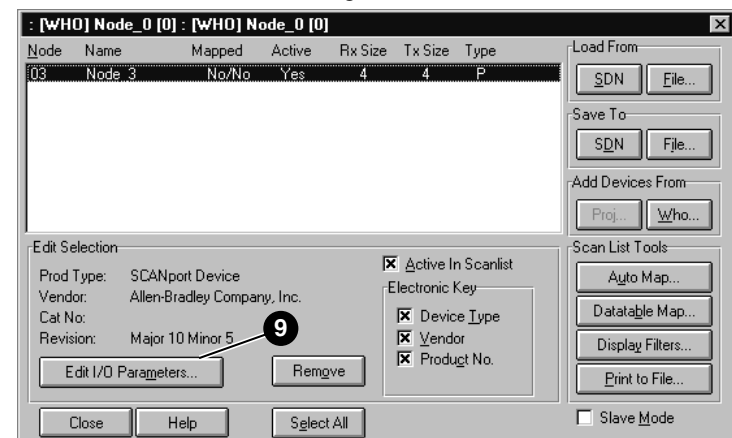 : [WHO] Node_0 [0] : [WHO] Node_0 [0]
Node Name Mapped Active Rx Size Tx Size Type
03 Node_3 No/No Yes 4 4 P
Load From
SDN File...
Save To
SDN File...
Add Devices From
Proj... Who...
Edit Selection
Prod Type: SCANport Device
Vendor: Allen-Bradley Company, Inc.
Cat No:
Revision: Major 10 Minor 5
9
Edit I/O Parameters... Remove
Active In Scanlist
Electronic Key
Device Type
Vendor
Product No.
Scan List Tools
Auto Map...
Datatable Map...
Display Filters...
Print to File...
Close Help Select All
Slave Mode